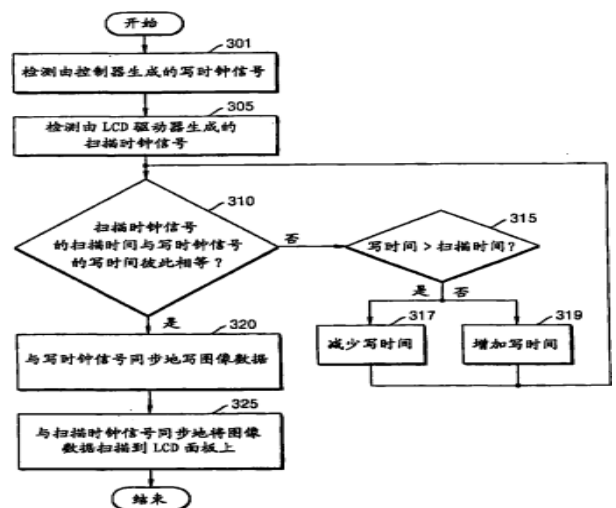 开始
301
检测由控制器生成的写时钟信号
305
检测由 LCD 驱动器生成的
扫描时钟信号
310
扫描时钟信号
的扫描时间与写时钟信号
的写时间彼此相等？
否
315
写时间 > 扫描时间？
是
否
317
减少写时间
319
增加写时间
是
320
与写时钟信号同步地写图像数据
325
与扫描时钟信号同步地将图像
数据扫描到 LCD 面板上
结束